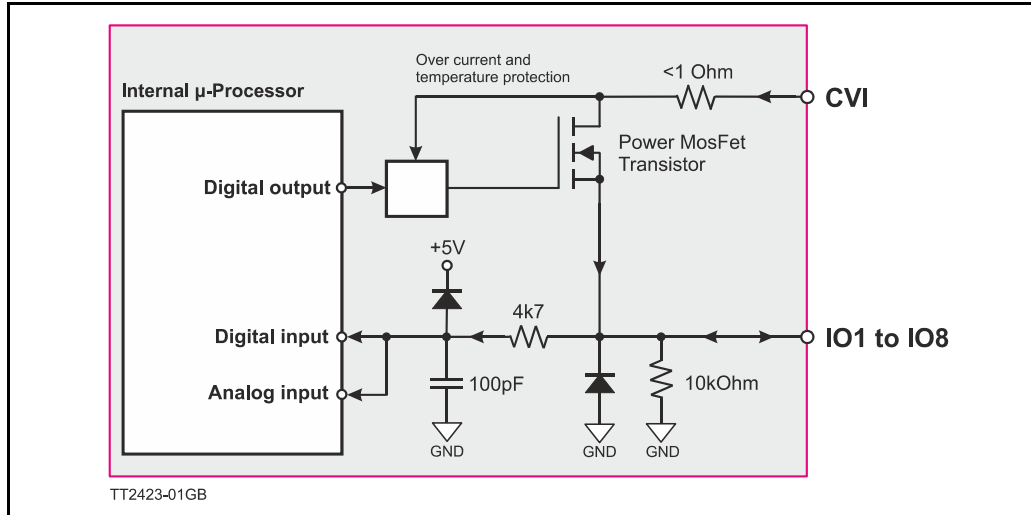 Over current and
temperature protection
<1 Ohm
Internal µ-Processor
CVI
Power MosFet
Transistor
Digital output
+5V
4k7
Digital input
IO1 to IO8
Analog input
100pF
10kOhm
GND
GND
GND
TT2423-01GB